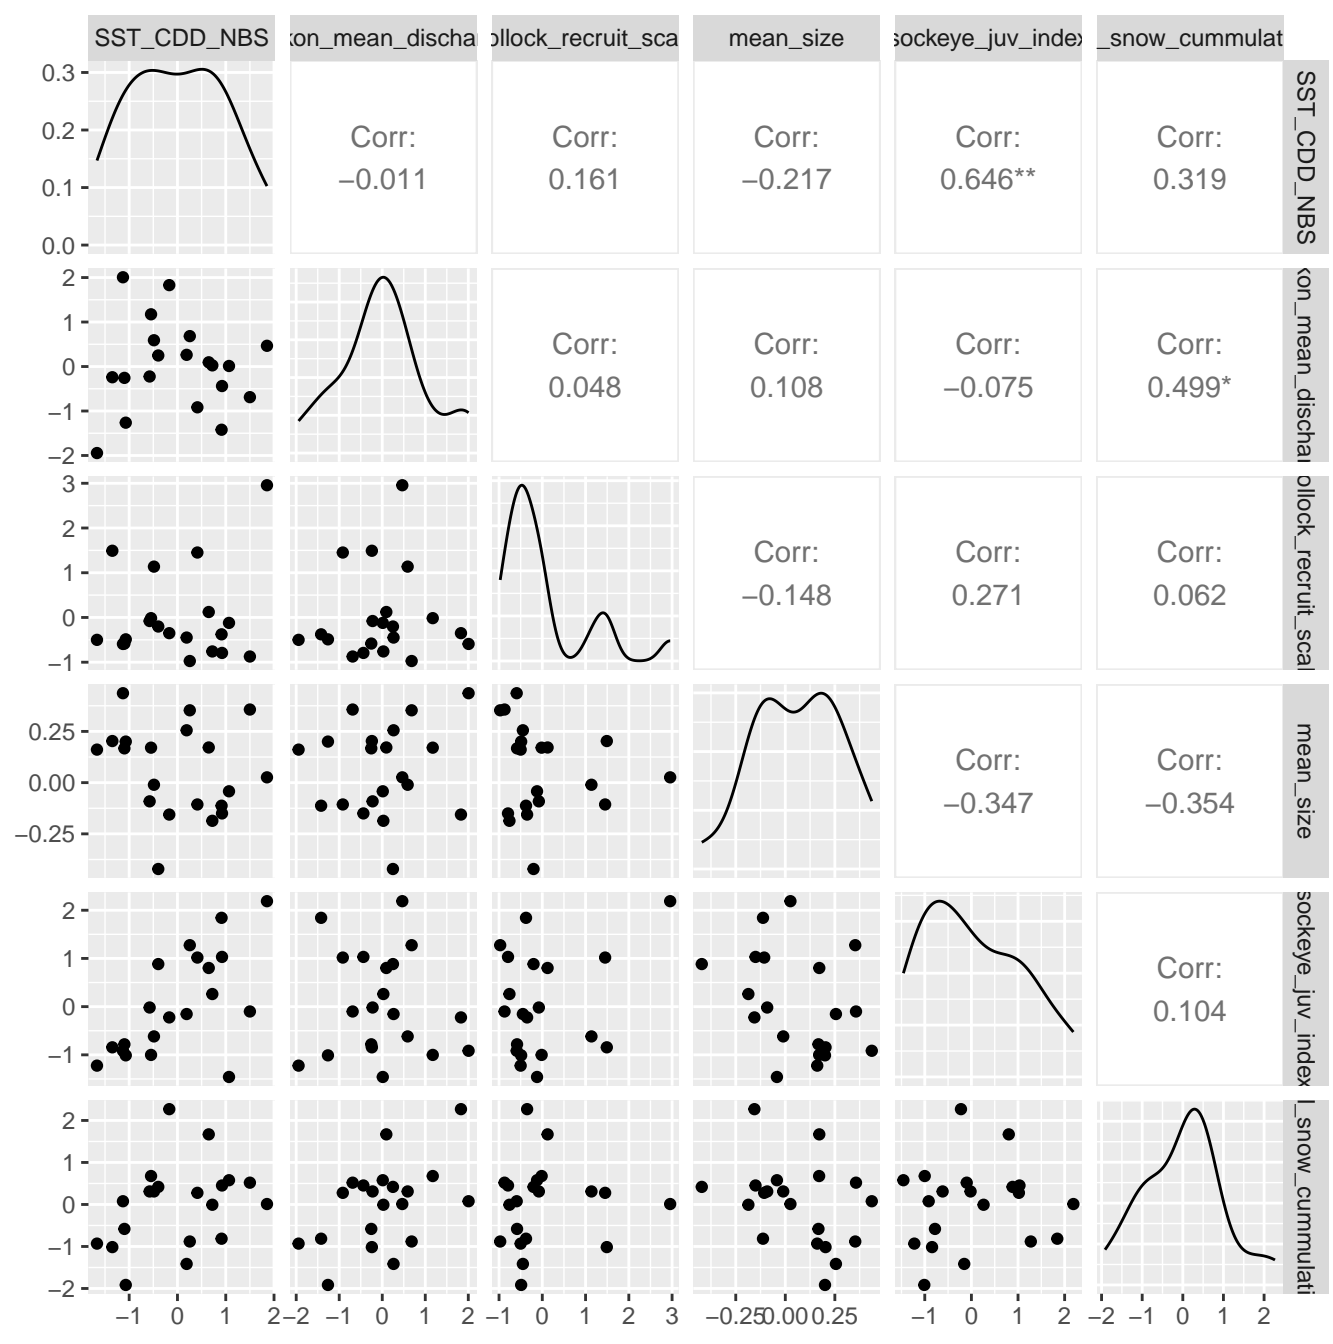 SST_CDD_NBS
kon_mean_dischar
ollock_recruit_sca
mean_size
sockeye_juv_index
_snow_cummulat
0.3
0.2
0.1
0.0
Corr:
−0.011
Corr:
0.161
Corr:
−0.217
Corr:
0.646**
Corr:
0.319
SST_CDD_NBS
2
1
0
−1
−2
Corr:
0.048
Corr:
0.108
Corr:
−0.075
Corr:
0.499*
kon_mean_dischar
3
2
1
0
−1
Corr:
−0.148
Corr:
0.271
Corr:
0.062
ollock_recruit_scal
0.25
0.00
−0.25
Corr:
−0.347
Corr:
−0.354
mean_size
2
1
0
−1
Corr:
0.104
sockeye_juv_index
2
1
0
−1
−2
l_snow_cummulati
−1 0 1 2
−2 −1 0 1 2
−1 0 1 2 3
−0.25 0.00 0.25
−1 0 1 2
−2 −1 0 1 2